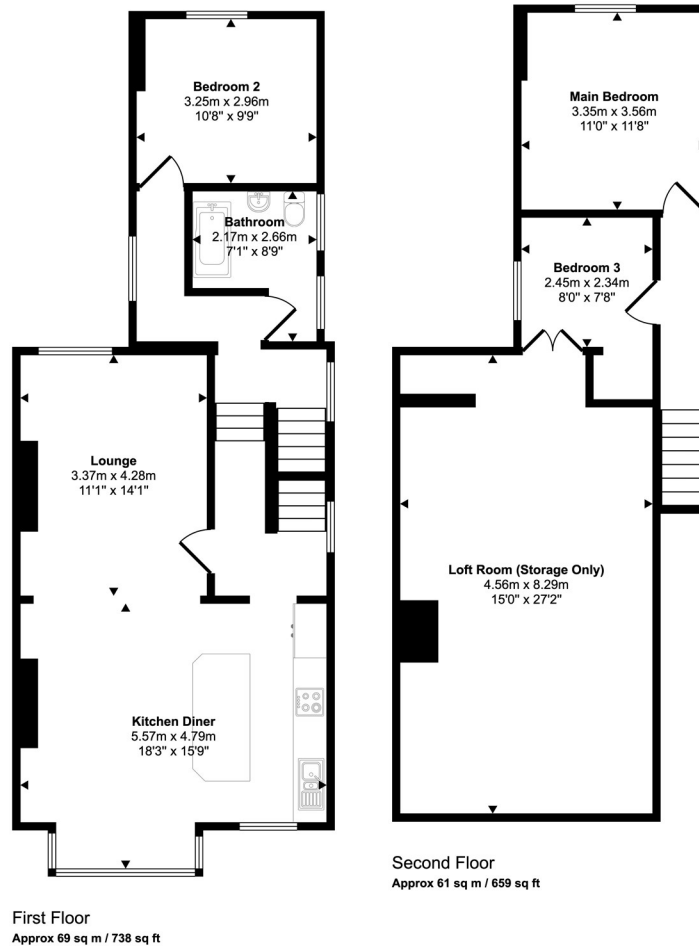 Bedroom 2
3.25m x 2.96m
10'8" x 9'9"
Bathroom
2.17m x 2.66m
7'1" x 8'9"
Lounge
3.37m x 4.28m
11'1" x 14'1"
Kitchen Diner
5.57m x 4.79m
18'3" x 15'9"
First Floor
Approx 69 sq m / 738 sq ft
Main Bedroom
3.35m x 3.56m
11'0" x 11'8"
Bedroom 3
2.45m x 2.34m
8'0" x 7'8"
Loft Room (Storage Only)
4.56m x 8.29m
15'0" x 27'2"
Second Floor
Approx 61 sq m / 659 sq ft